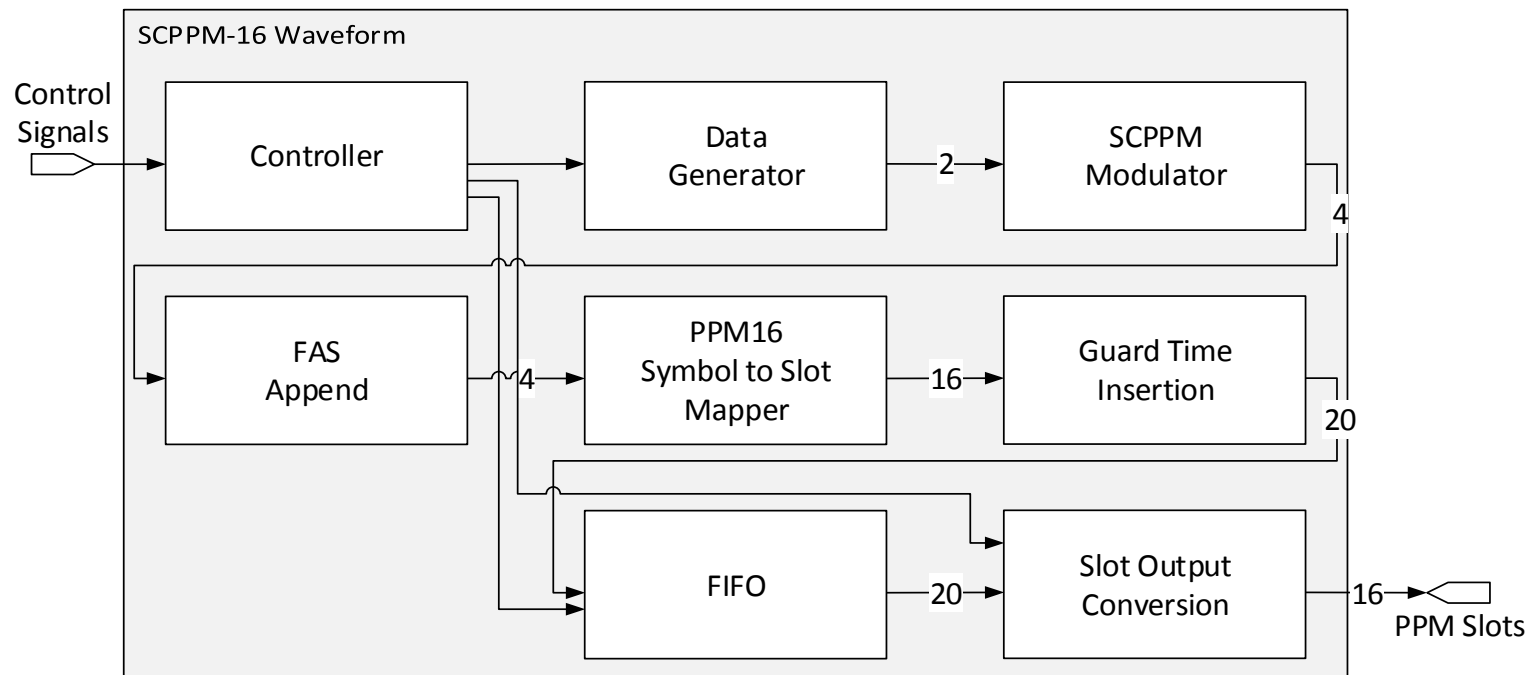 SCPPM-16 Waveform
Control
Signals
Controller
Data
Generator
2
SCPPM
Modulator
4
FAS
Append
4
PPM16
Symbol to Slot
Mapper
16
Guard Time
Insertion
20
FIFO
20
Slot Output
Conversion
16
PPM Slots